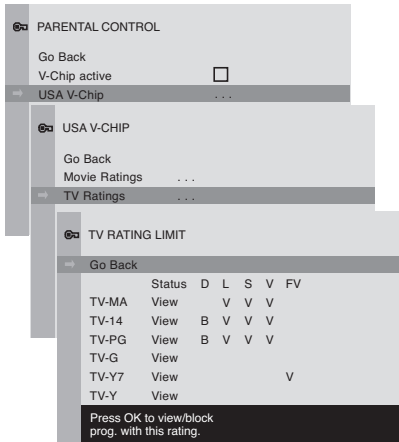 PARENTAL CONTROL
Go Back
V-Chip active
USA V-Chip ...
USA V-CHIP
Go Back
Movie Ratings ...
TV Ratings ...
TV RATING LIMIT
Go Back
Status D L S V FV
TV-MA View V V V
TV-14 View B V V V
TV-PG View B V V V
TV-G View
TV-Y7 View V
TV-Y View
Press OK to view/block
prog. with this rating.